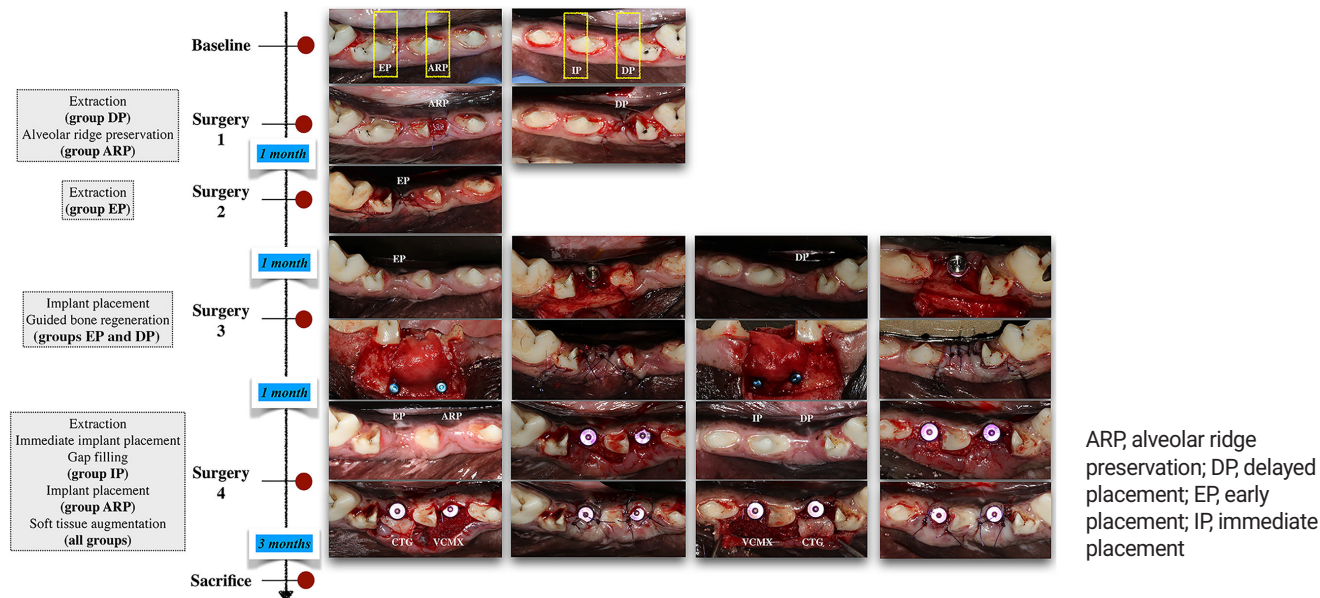 Baseline
EP
ARP
IP
DP
Extraction
(group DP)
Alveolar ridge preservation
(group ARP)
Surgery
1
ARP
DP
1 month
Extraction
(group EP)
Surgery
2
EP
1 month
EP
DP
Implant placement
Guided bone regeneration
(groups EP and DP)
Surgery
3
1 month
Extraction
Immediate implant placement
Gap filling
(group IP)
Implant placement
(group ARP)
Soft tissue augmentation
(all groups)
Surgery
4
EP
ARP
IP
DP
CTG
VCMX
VCMX
CTG
3 months
Sacrifice
ARP, alveolar ridge
preservation; DP, delayed
placement; EP, early
placement; IP, immediate
placement